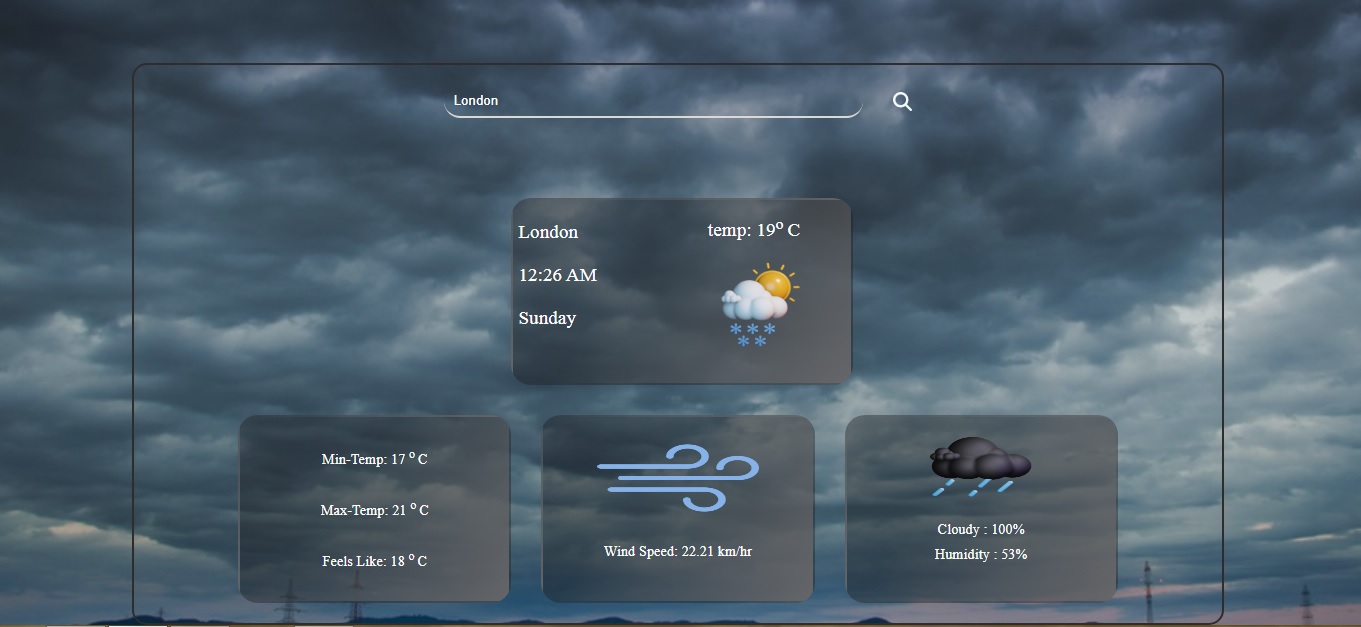 London
London
temp: 19° C
12:26 AM
Sunday
Min-Temp: 17 ° C
Max-Temp: 21 ° C
Feels Like: 18 ° C
Wind Speed: 22.21 km/hr
Cloudy : 100%
Humidity : 53%